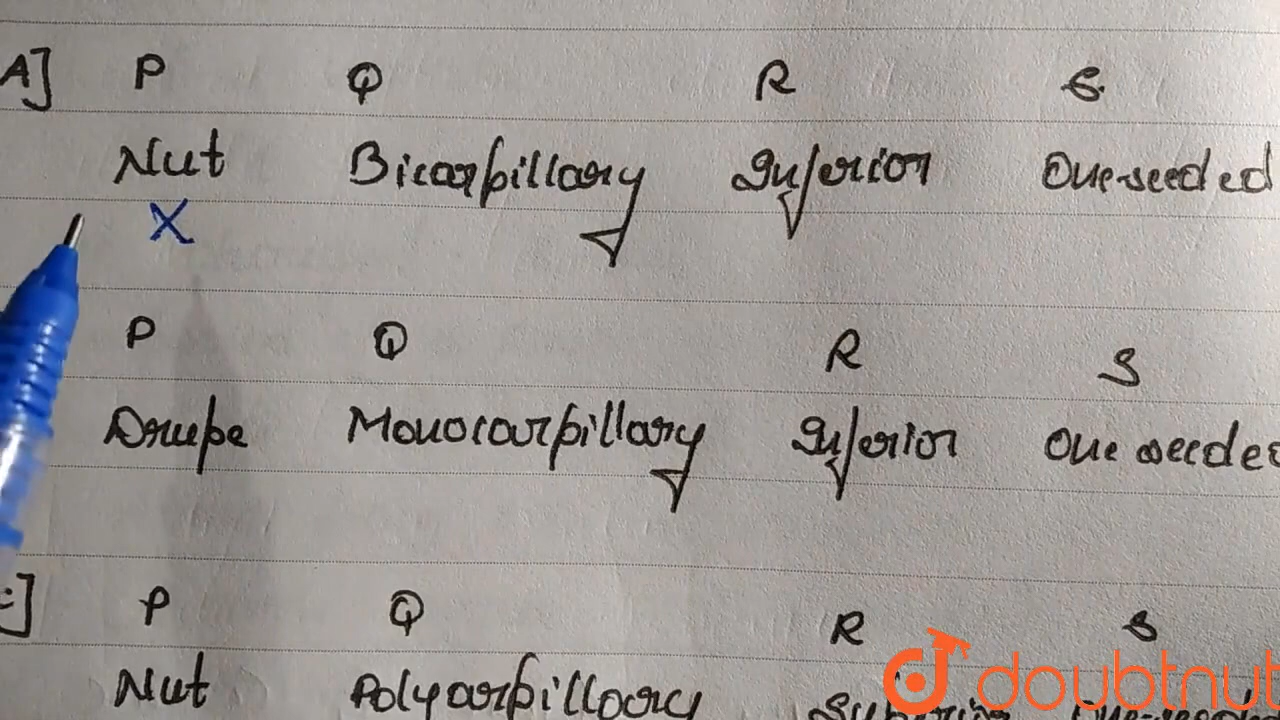 A] P Q R S
Nut Bicarpillary Inferior One-seeded
X
P Q R S
Drupe Monocarpillary Inferior One seeded
P Q R S
Nut Polycarpillary
doubtnut